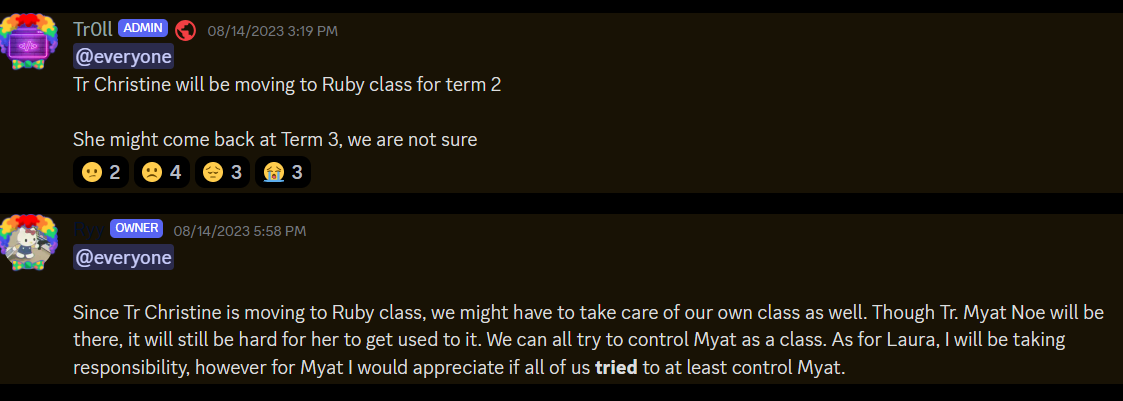 Tr0ll ADMIN 08/14/2023 3:19 PM
@everyone
Tr Christine will be moving to Ruby class for term 2
She might come back at Term 3, we are not sure
2 4 3 3
OWNER 08/14/2023 5:58 PM
@everyone
Since Tr Christine is moving to Ruby class, we might have to take care of our own class as well. Though Tr. Myat Noe will be
there, it will still be hard for her to get used to it. We can all try to control Myat as a class. As for Laura, I will be taking
responsibility, however for Myat I would appreciate if all of us tried to at least control Myat.